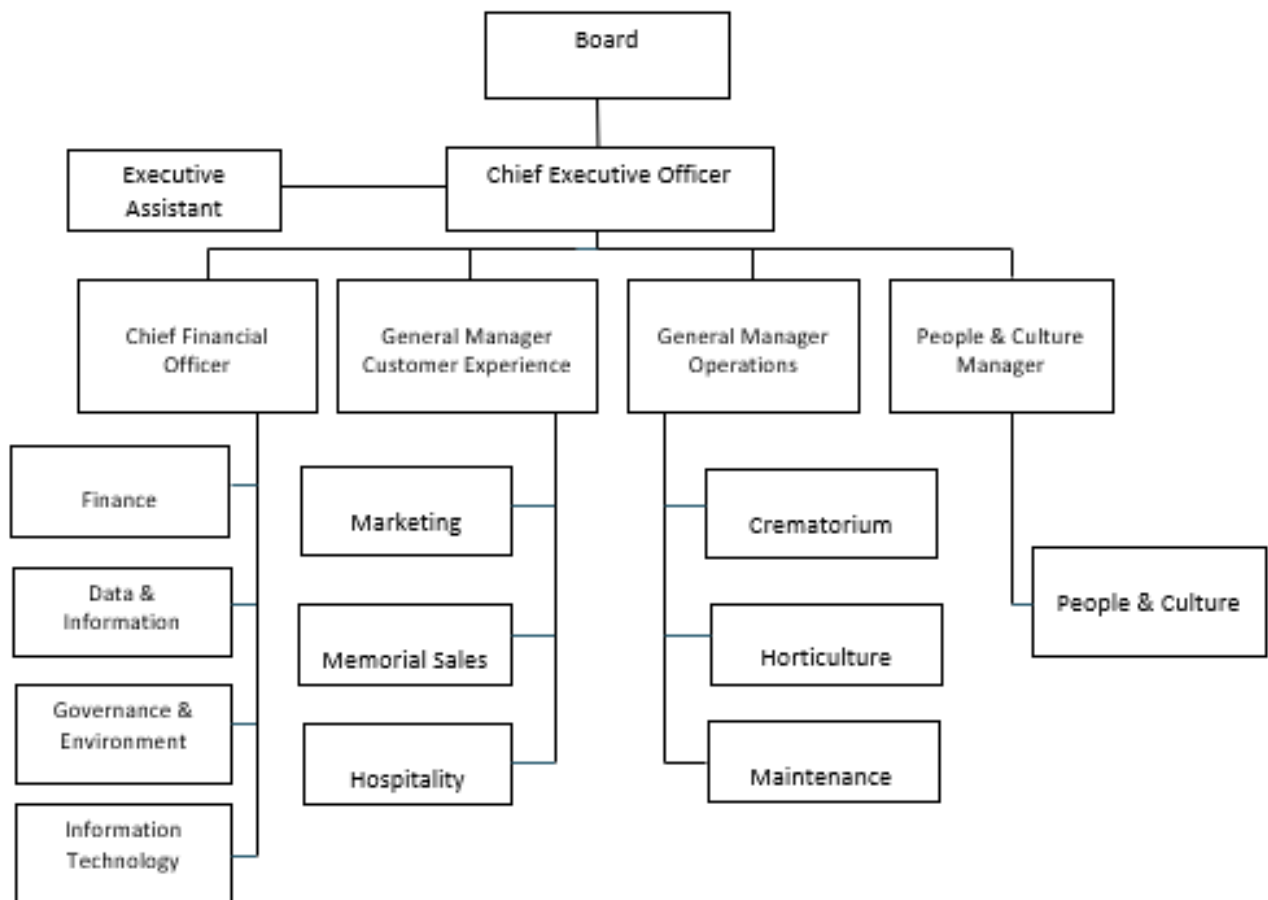 Board
Executive
Assistant
Chief Executive Officer
Chief Financial
Officer
General Manager
Customer Experience
General Manager
Operations
People & Culture
Manager
Finance
Data &
Information
Governance &
Environment
Information
Technology
Marketing
Memorial Sales
Hospitality
Crematorium
Horticulture
Maintenance
People & Culture